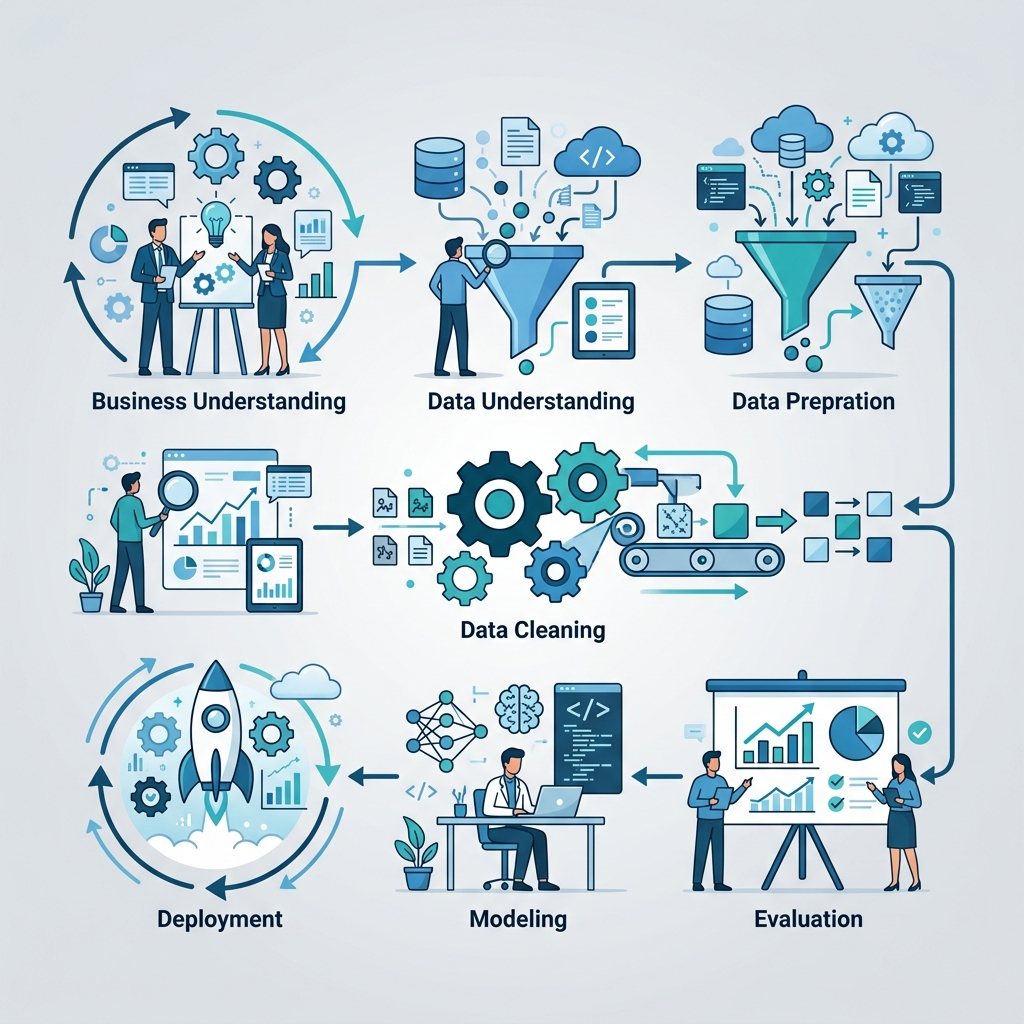 </>
Business Understanding
Data Understanding
Data Prepration
Data Cleaning
</>
</>
Deployment
Modeling
Evaluation